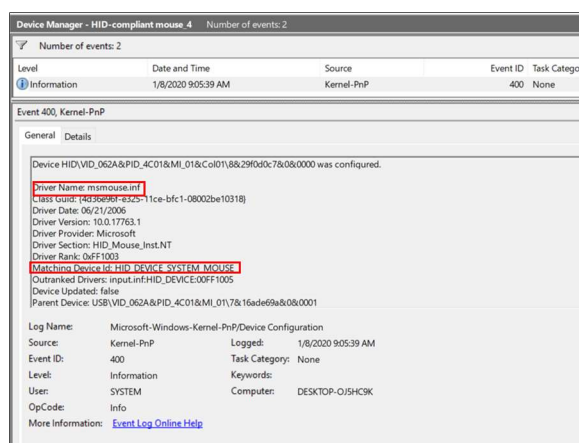 Device Manager - HID-compliant mouse_4 Number of events: 2
Number of events: 2
Level Date and Time Source Event ID Task Catego
Information 1/8/2020 9:05:39 AM Kernel-PnP 400 None
Event 400, Kernel-PnP
General Details
Device HID\VID_062A&PID_4C01&MI_01&Col01\8&29f0d0c7&0&0000 was configured.
Driver Name: msmouse.inf
Class Guid: {4d36e96f-e325-11ce-bfc1-08002be10318}
Driver Date: 06/21/2006
Driver Version: 10.0.17763.1
Driver Provider: Microsoft
Driver Section: HID_Mouse_Inst.NT
Driver Rank: 0xFF1003
Matching Device Id: HID_DEVICE_SYSTEM_MOUSE
Outranked Drivers: input.inf:HID_DEVICE:00FF1005
Device Updated: false
Parent Device: USB\VID_062A&PID_4C01&MI_01\7&16ade69a&0&0001
Log Name: Microsoft-Windows-Kernel-PnP/Device Configuration
Source: Kernel-PnP Logged: 1/8/2020 9:05:39 AM
Event ID: 400 Task Category: None
Level: Information Keywords:
User: SYSTEM Computer: DESKTOP-OJ5HC9K
OpCode: Info
More Information: Event Log Online Help